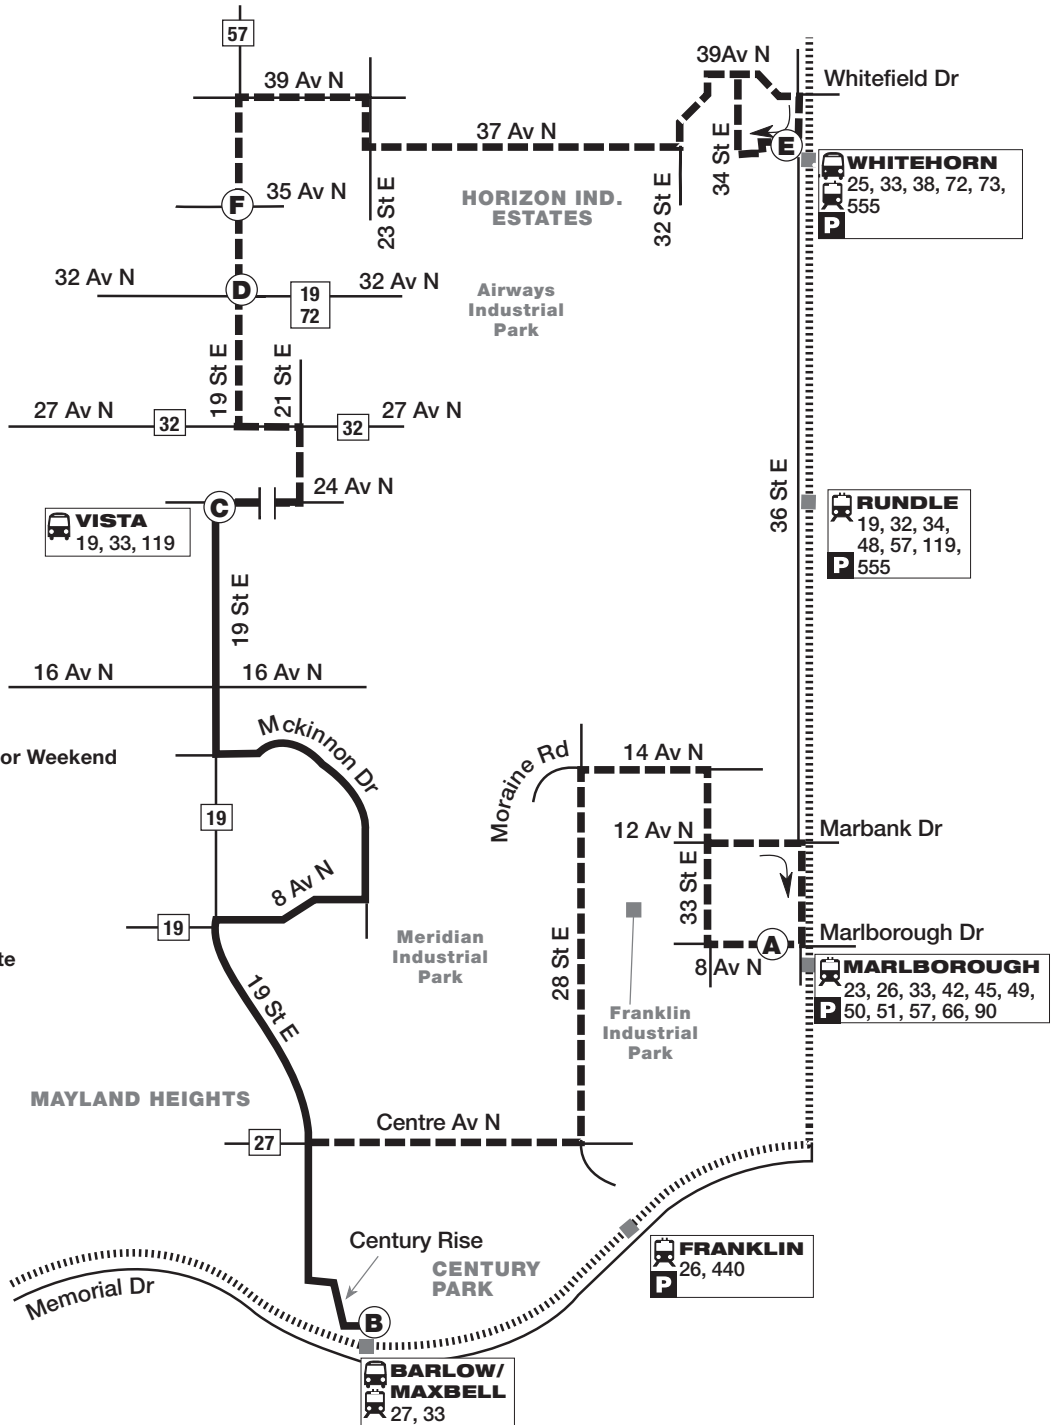 57
39 Av N
39Av N
Whitefield Dr
37 Av N
34 St E
E
WHITEHORN
25, 33, 38, 72, 73,
555
P
F
35 Av N
23 St E
HORIZON IND.
ESTATES
32 St E
32 Av N
D
19
72
32 Av N
Airways
Industrial
Park
19 St E
21 St E
27 Av N
32
32
27 Av N
24 Av N
C
VISTA
19, 33, 119
36 St E
RUNDLE
19, 32, 34,
48, 57, 119,
555
P
19 St E
16 Av N
16 Av N
or Weekend
Mckinnon Dr
Moraine Rd
14 Av N
19
12 Av N
Marbank Dr
33 St E
8 Av N
19
Meridian
Industrial
Park
28 St E
A
Marlborough Dr
8 Av N
te
MARLBOROUGH
23, 26, 33, 42, 45, 49,
50, 51, 57, 66, 90
P
19 St E
Franklin
Industrial
Park
MAYLAND HEIGHTS
Centre Av N
27
Century Rise
CENTURY
PARK
FRANKLIN
26, 440
P
Memorial Dr
B
BARLOW/
MAXBELL
27, 33